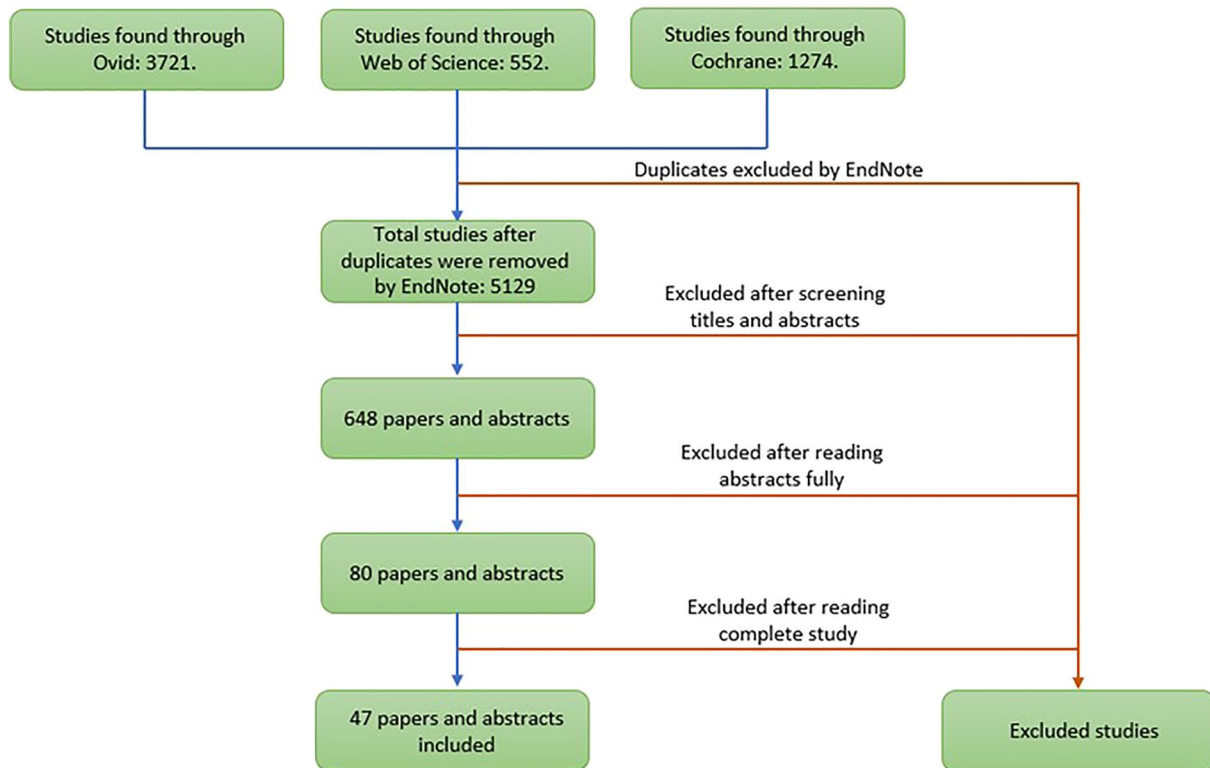 Studies found through
Ovid: 3721.
Studies found through
Web of Science: 552.
Studies found through
Cochrane: 1274.
Duplicates excluded by EndNote
Total studies after
duplicates were removed
by EndNote: 5129
Excluded after screening
titles and abstracts
648 papers and abstracts
Excluded after reading
abstracts fully
80 papers and abstracts
Excluded after reading
complete study
47 papers and abstracts
included
Excluded studies